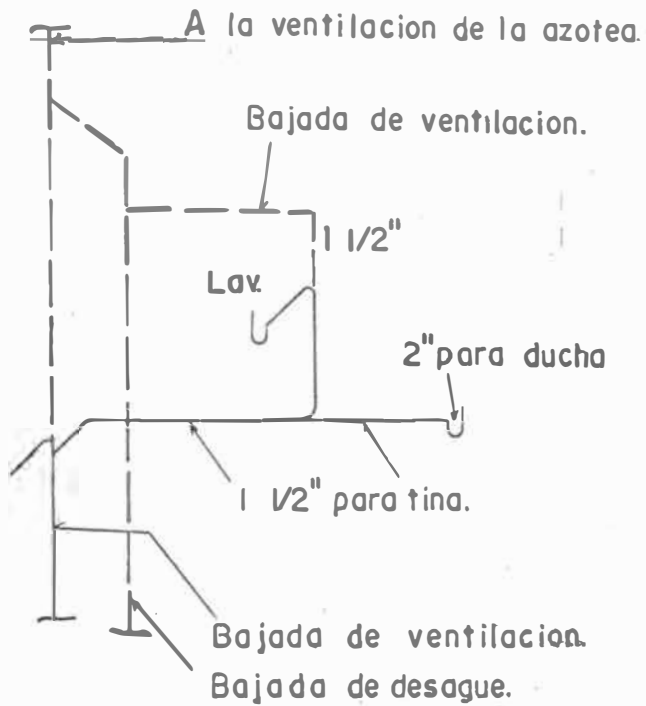 A la ventilacion de la azotea.
Bajada de ventilacion.
1 1/2"
Lav.
2" para ducha
1 1/2" para tina.
Bajada de ventilacion.
Bajada de desague.